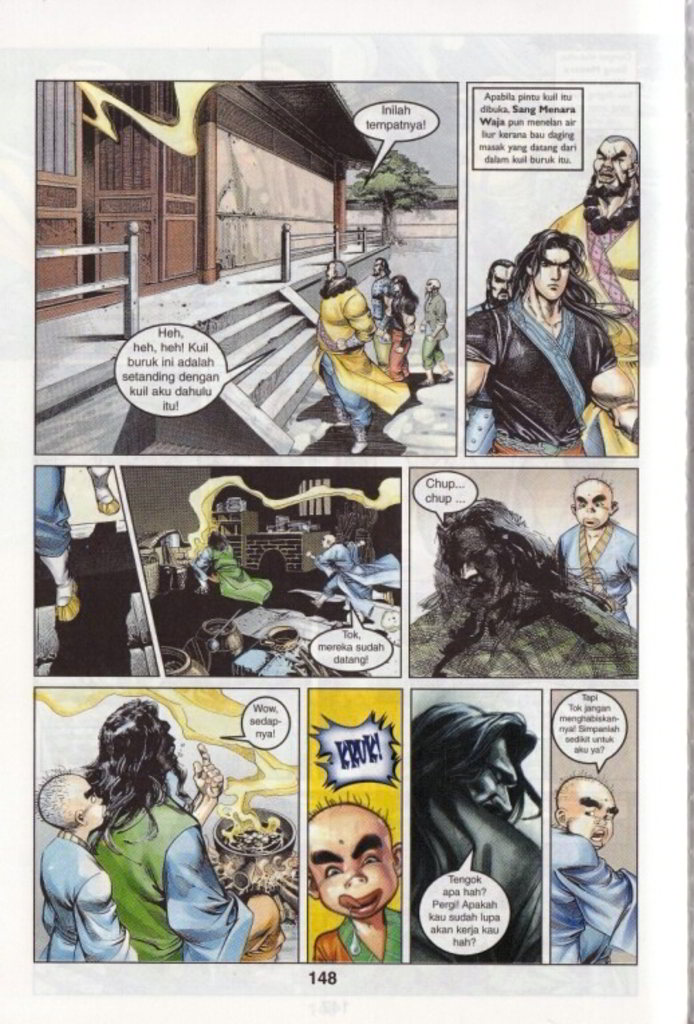 Inilah
tempatnya!
Heh,
heh, heh! Kuil
buruk ini adalah
setanding dengan
kuil aku dahulu
itu!
Apabila pintu kuil itu
dibuka, Sang Menara
Waja pun menelan air
liur kerana bau daging
masak yang datang dari
dalam kuil buruk itu.
Tok,
mereka sudah
datang!
Chup...
chup ...
Wow,
sedap-
nya!
KRUK!
Tengok
apa hah?
Pergi! Apakah
kau sudah lupa
akan kerja kau
hah?
Tapi
Tok jangan
menghabiskan-
nya! Simpanlah
sedikit untuk
aku ya?
148